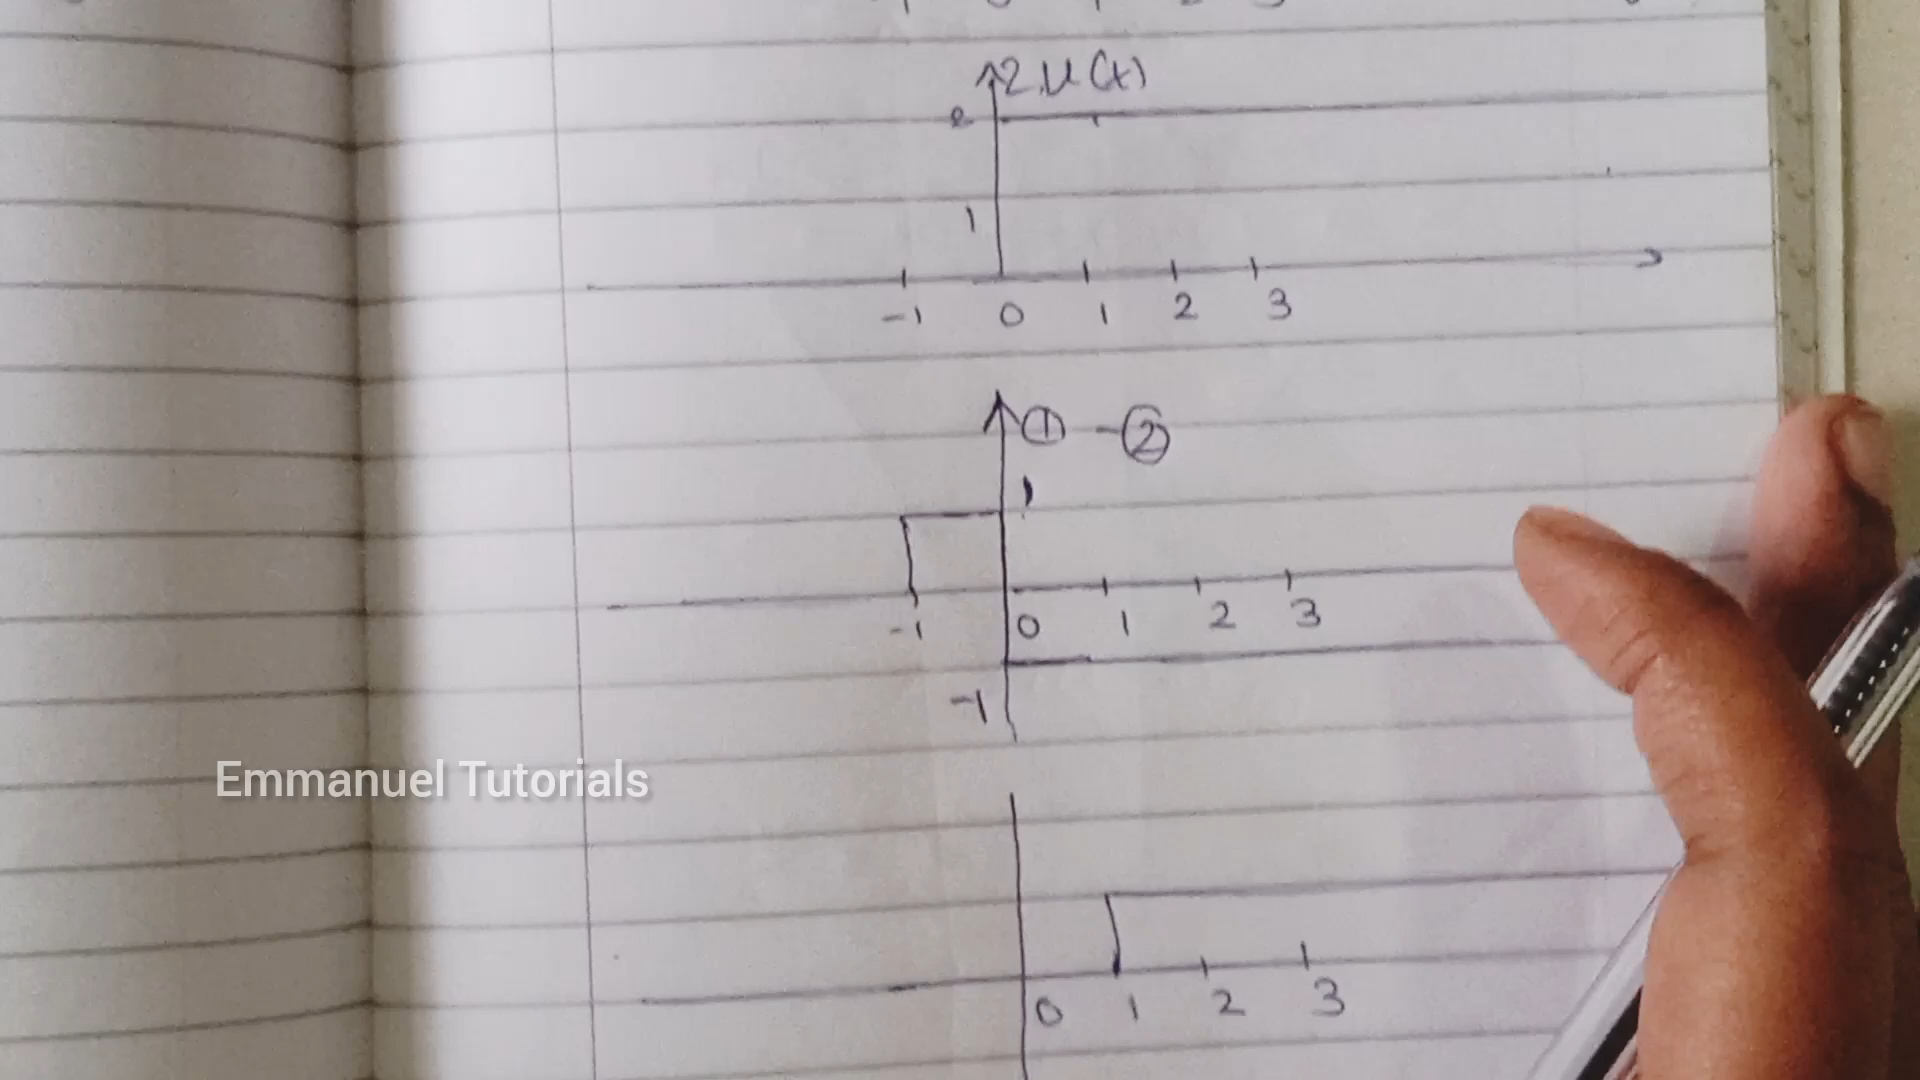 2.u(t)
2
1
-1 0 1 2 3
① - ②
1
-1 0 1 2 3
-1
Emmanuel Tutorials
0 1 2 3